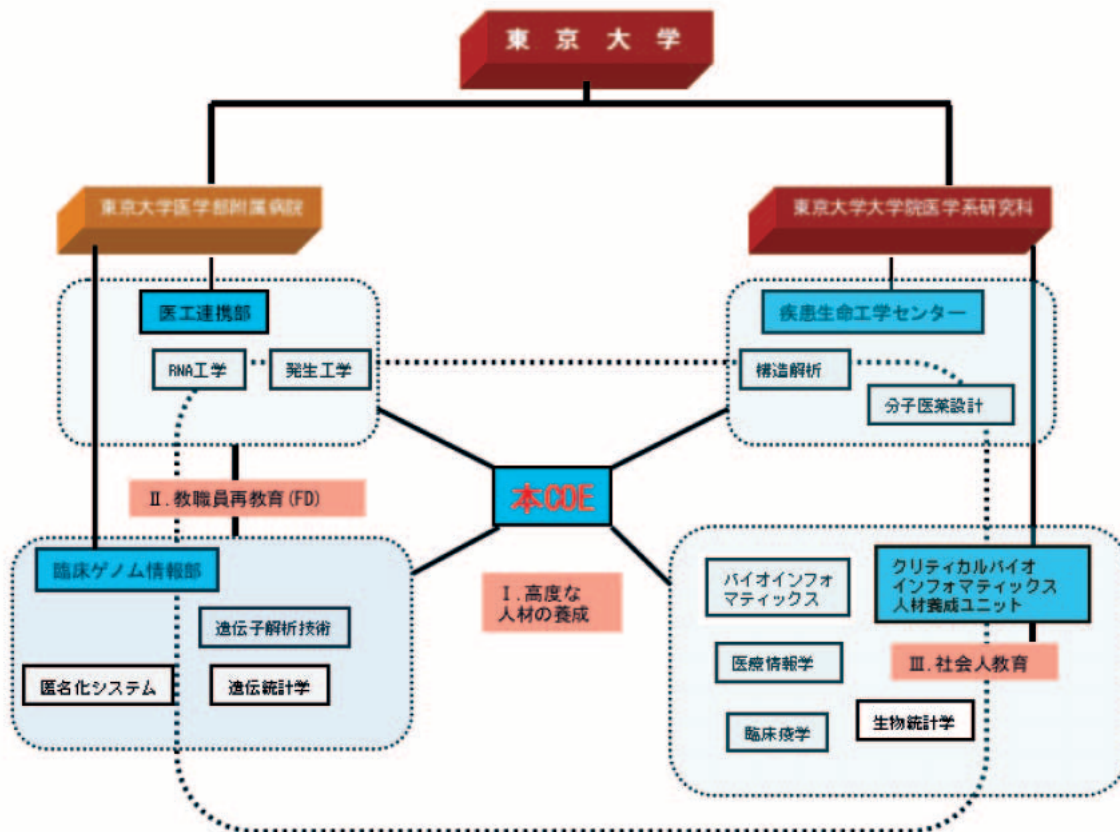 東京大学
東京大学医学部附属病院
東京大学大学院医学系研究科
医工連携部
疾患生命工学センター
RNA工学
発生工学
構造解析
分子医薬設計
本COE
Ⅱ.教職員再教育(FD)
臨床ゲノム情報部
遺伝子解析技術
匿名化システム
遺伝統計学
Ⅰ.高度な
人材の養成
バイオインフォ
マティックス
クリティカルバイオ
インフォマティックス
人材養成ユニット
医療情報学
Ⅲ.社会人教育
臨床疫学
生物統計学